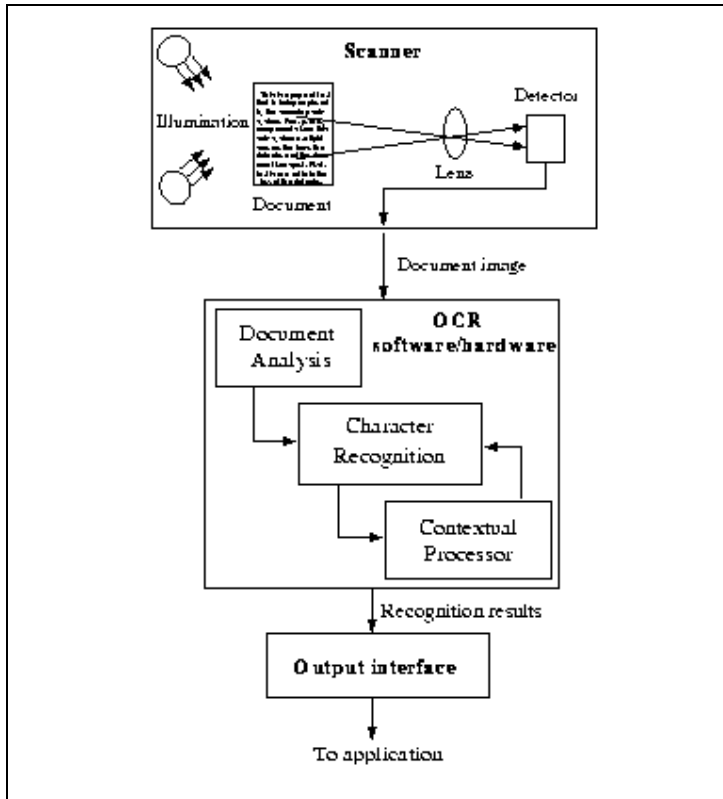 Scanner
Detector
Illumination
Lens
Document
Document image
OCR
software/hardware
Document
Analysis
Character
Recognition
Contextual
Processor
Recognition results
Output interface
To application